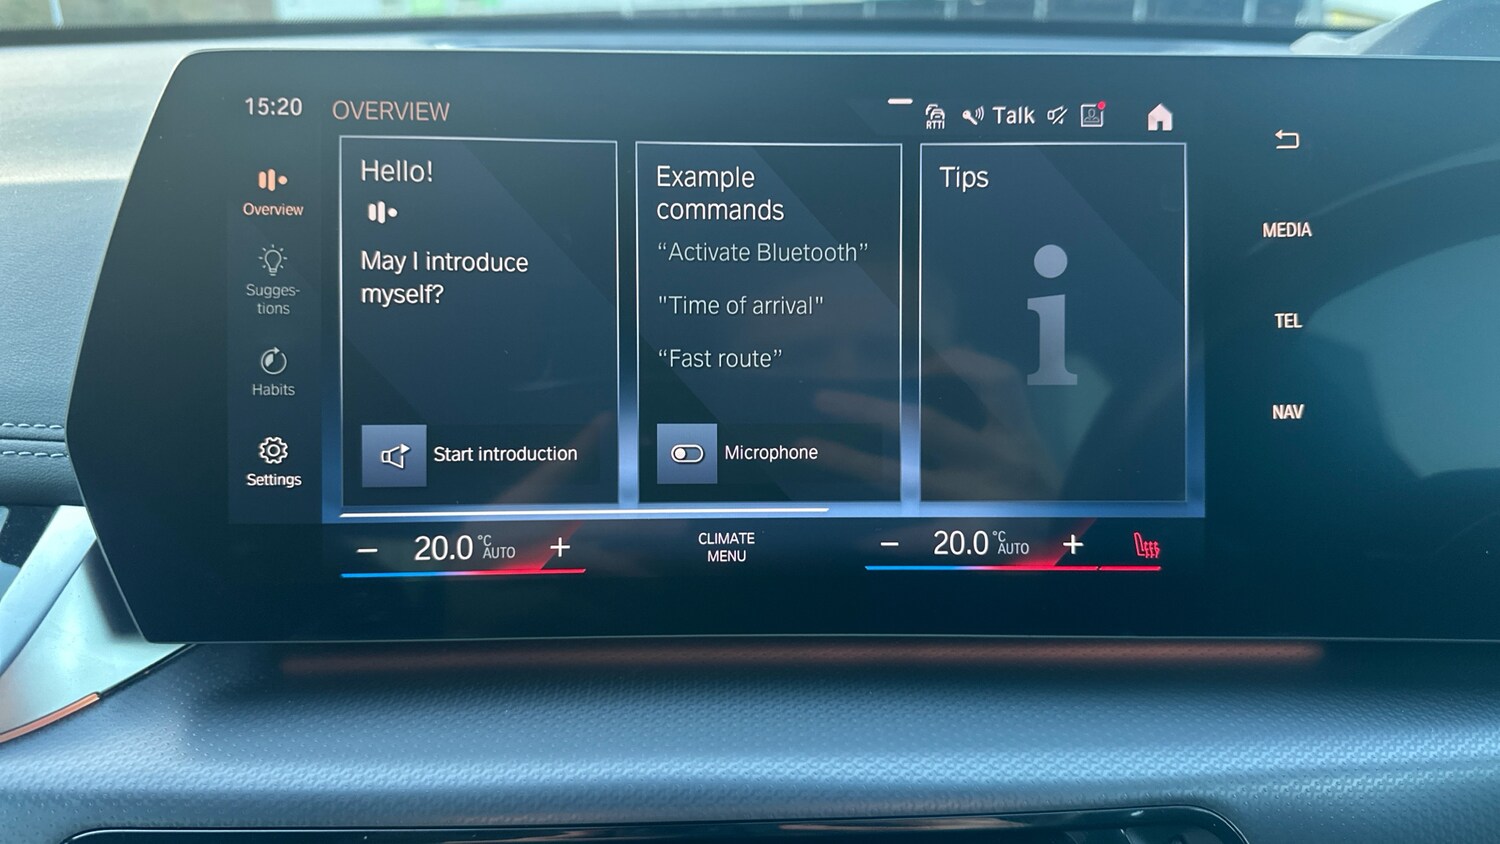 15:20
OVERVIEW
RTTI
Talk
Overview
Sugges-
tions
Habits
Settings
Hello!
May I introduce
myself?
Start introduction
Example
commands
“Activate Bluetooth”
"Time of arrival"
“Fast route”
Microphone
Tips
MEDIA
TEL
NAV
20.0 °C AUTO
CLIMATE
MENU
20.0 °C AUTO